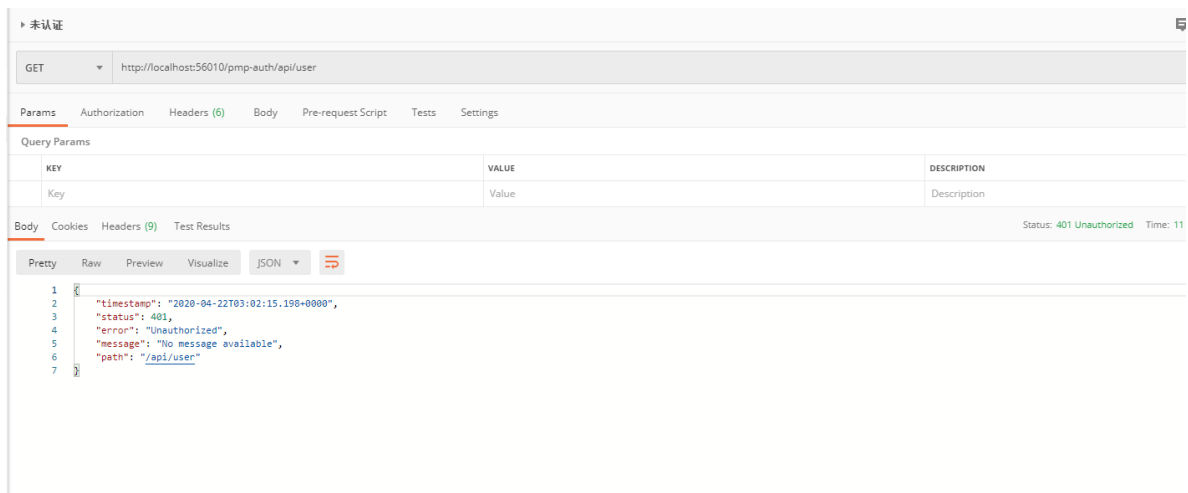 未认证
GET http://localhost:56010/pmp-auth/api/user
Params Authorization Headers (6) Body Pre-request Script Tests Settings
Query Params
KEY VALUE DESCRIPTION
Key Value Description
Body Cookies Headers (9) Test Results Status: 401 Unauthorized Time: 11
Pretty Raw Preview Visualize JSON
1 {
2 "timestamp": "2020-04-22T03:02:15.198+0000",
3 "status": 401,
4 "error": "Unauthorized",
5 "message": "No message available",
6 "path": "/api/user"
7 }